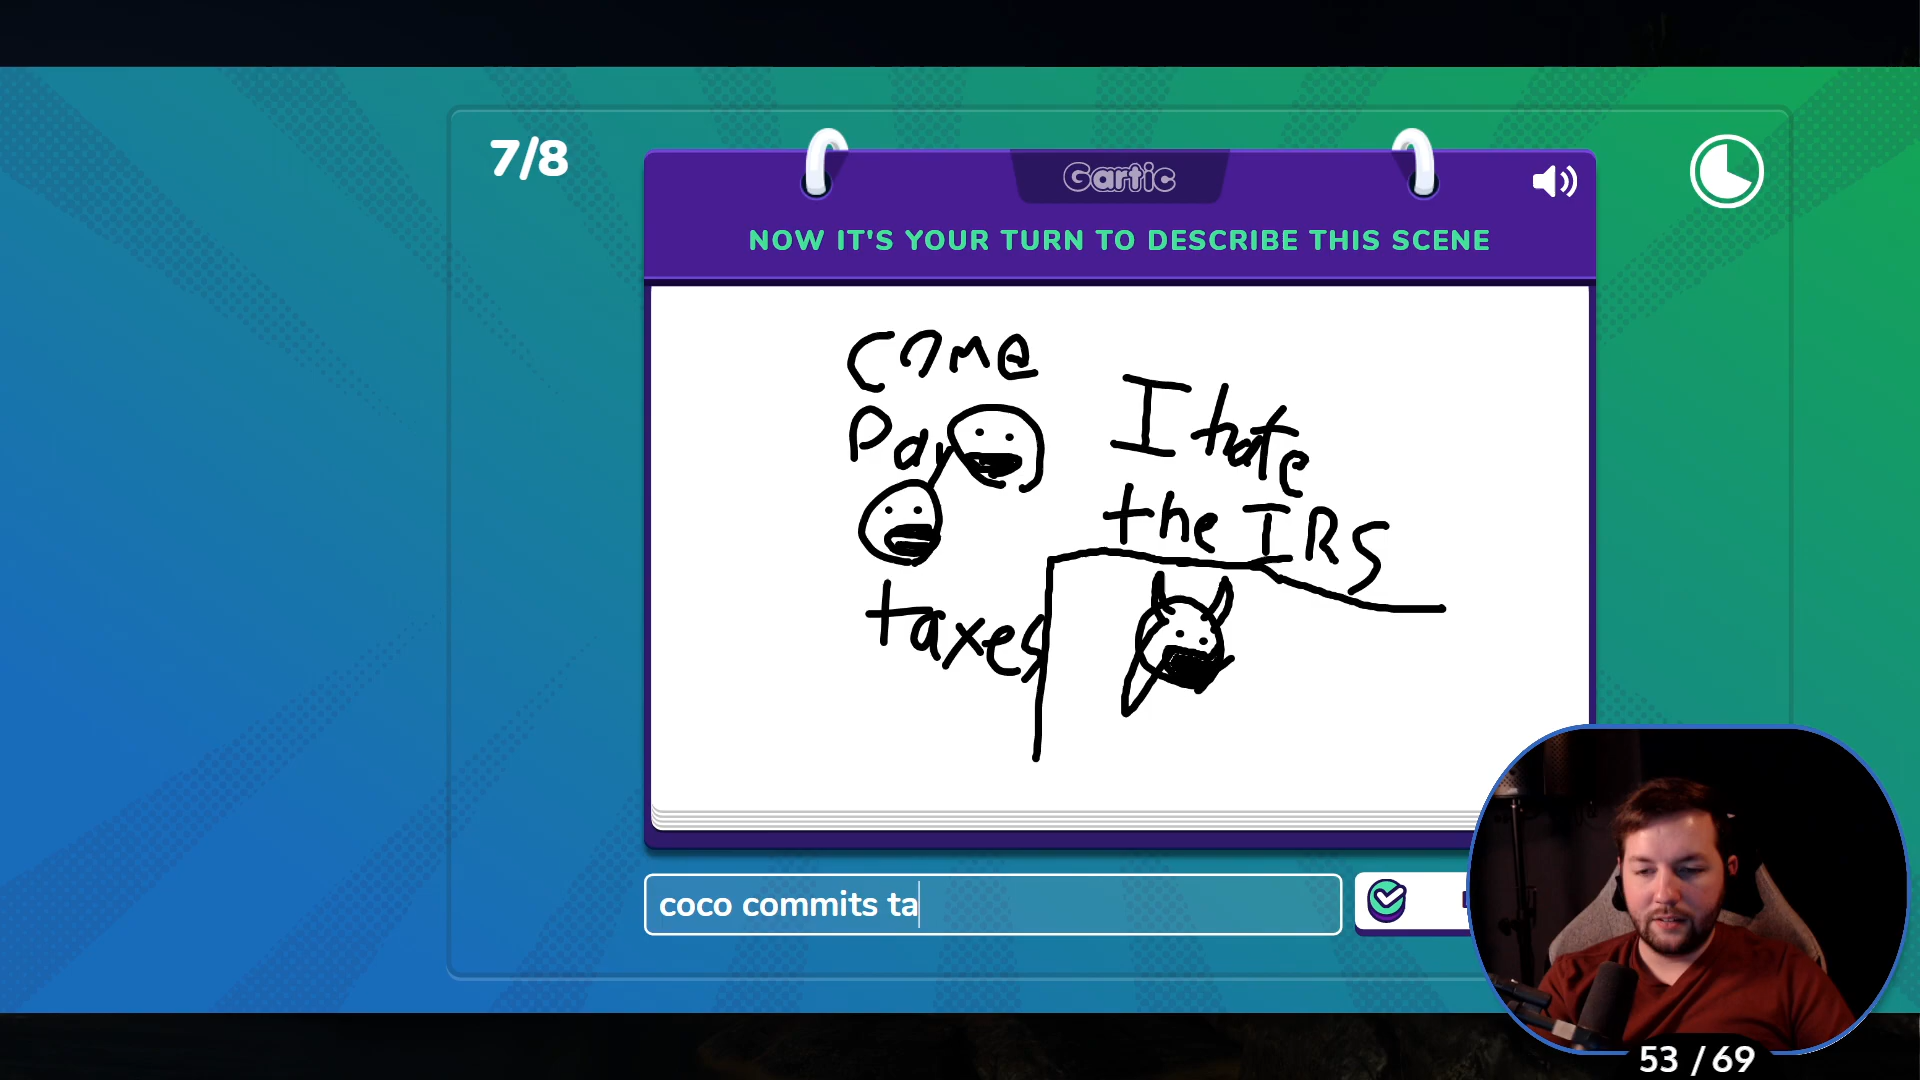 7/8
Gartic
NOW IT'S YOUR TURN TO DESCRIBE THIS SCENE
come
Pay
taxes
I hate
the IRS
coco commits ta
53 / 69